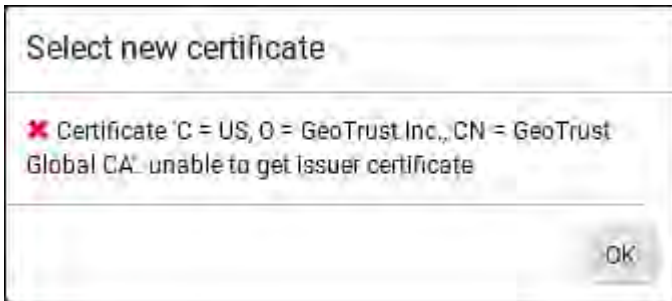 Select new certificate
✖ Certificate 'C = US, O = GeoTrust Inc., CN = GeoTrust
Global CA': unable to get issuer certificate
OK